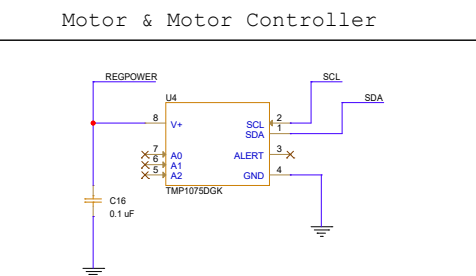 Motor & Motor Controller
REGPOWER
SCL
U4
SDA
8 V+ SCL 2
SDA 1
7 A0 ALERT 3
6 A1
5 A2 GND 4
TMP1075DGK
C16
0.1 uF